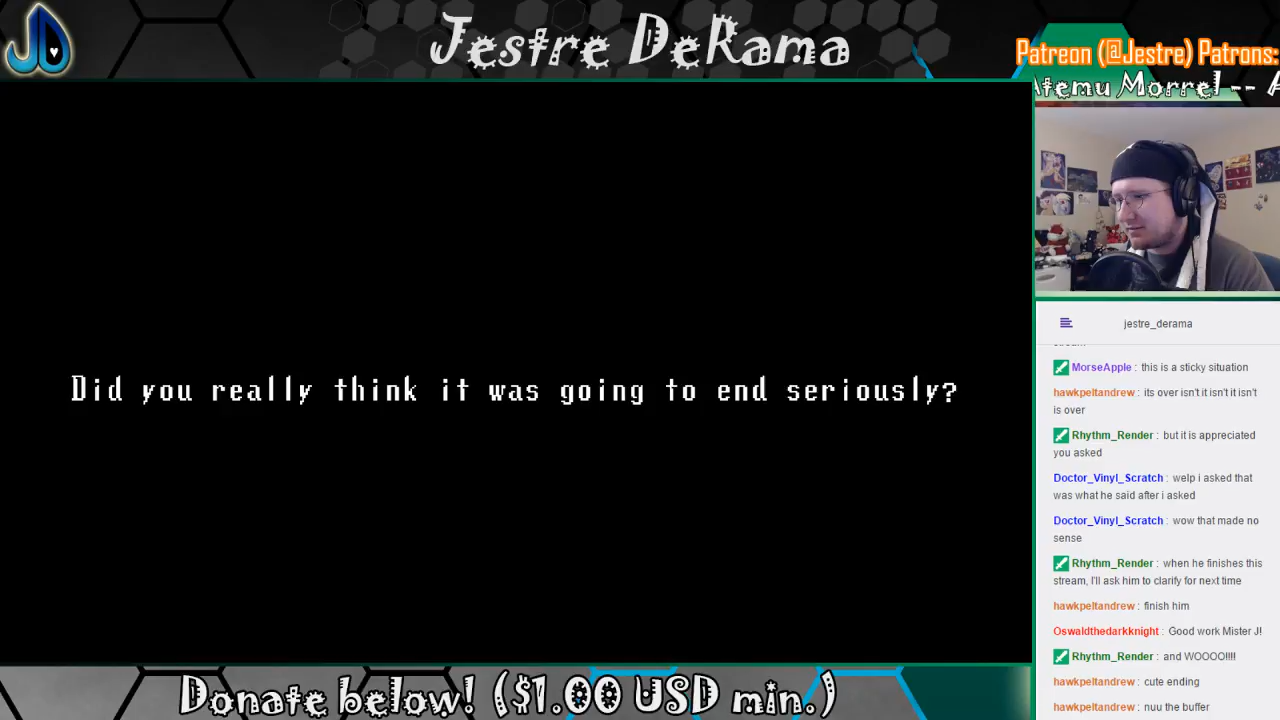 JD
Jestre DeRama
Patreon (@Jestre) Patrons:
Atemu Morrel --
Did you really think it was going to end seriously?
jestre_derama
MorseApple : this is a sticky situation
hawkpeltandrew : its over isn't it isn't it isn't
is over
Rhythm_Render : but it is appreciated
you asked
Doctor_Vinyl_Scratch : welp i asked that
was what he said after i asked
Doctor_Vinyl_Scratch : wow that made no
sense
Rhythm_Render : when he finishes this
stream, I'll ask him to clarify for next time
hawkpeltandrew : finish him
Oswaldthedarkknight : Good work Mister J!
Rhythm_Render : and WOOOO!!!!
hawkpeltandrew : cute ending
hawkpeltandrew : nuu the buffer
Donate below! ($1.00 USD min.)